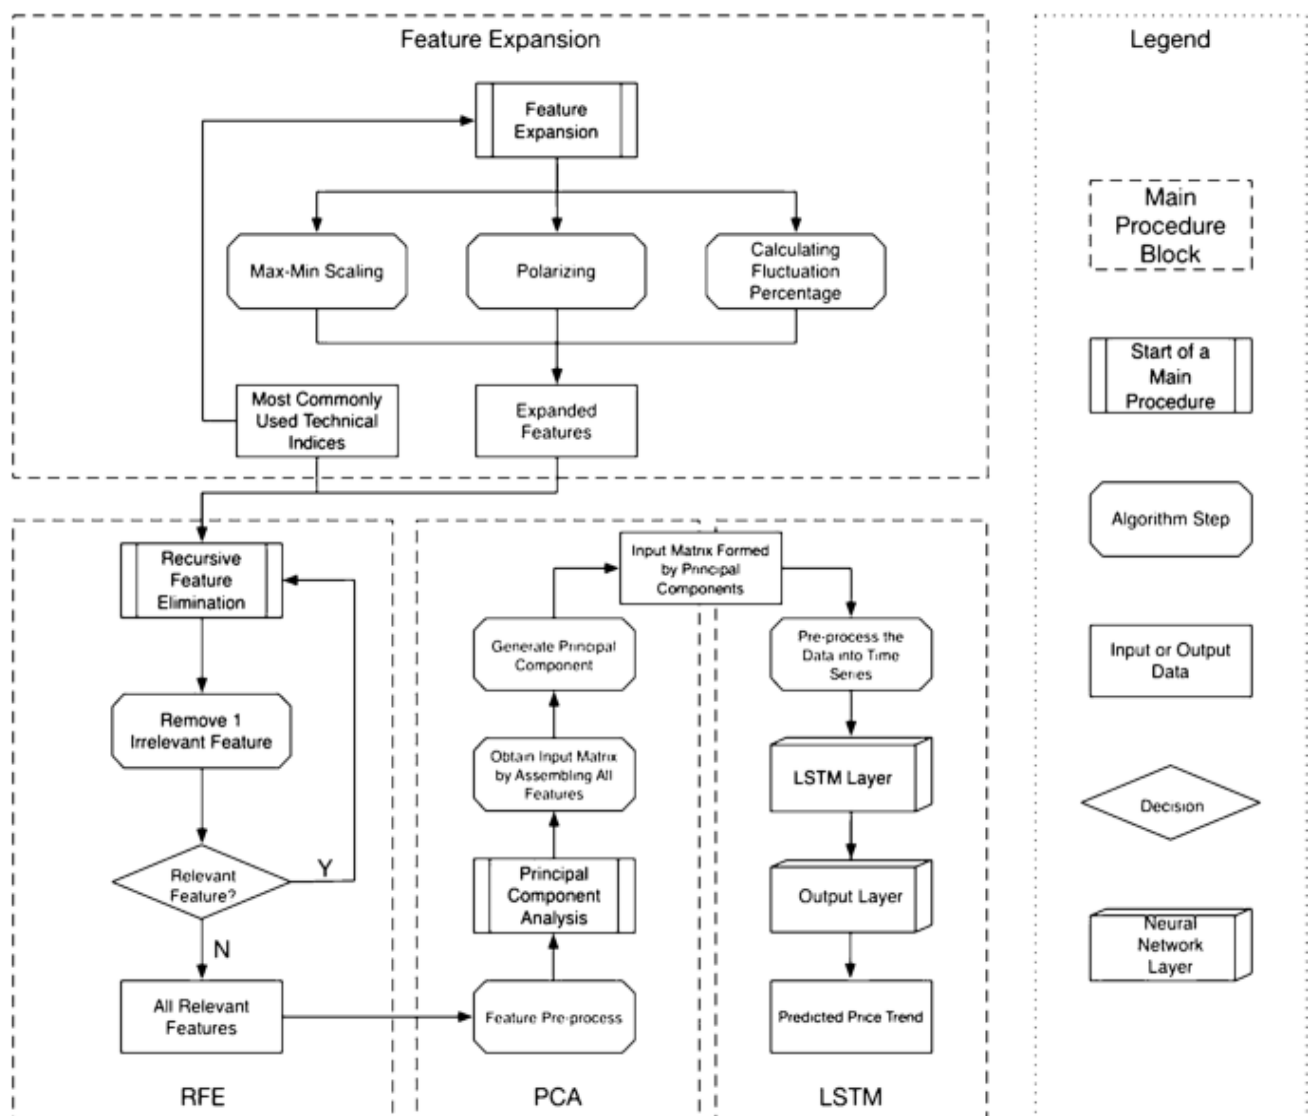 Feature Expansion
Feature
Expansion
Max-Min Scaling
Polarizing
Calculating
Fluctuation
Percentage
Most Commonly
Used Technical
Indices
Expanded
Features
Recursive
Feature
Elimination
Remove 1
Irrelevant Feature
Relevant
Feature?
Y
N
All Relevant
Features
RFE
Input Matrix Formed
by Principal
Components
Generate Principal
Component
Obtain Input Matrix
by Assembling All
Features
Principal
Component
Analysis
Feature Pre-process
PCA
Pre-process the
Data into Time
Series
LSTM Layer
Output Layer
Predicted Price Trend
LSTM
Legend
Main
Procedure
Block
Start of a
Main
Procedure
Algorithm Step
Input or Output
Data
Decision
Neural
Network
Layer